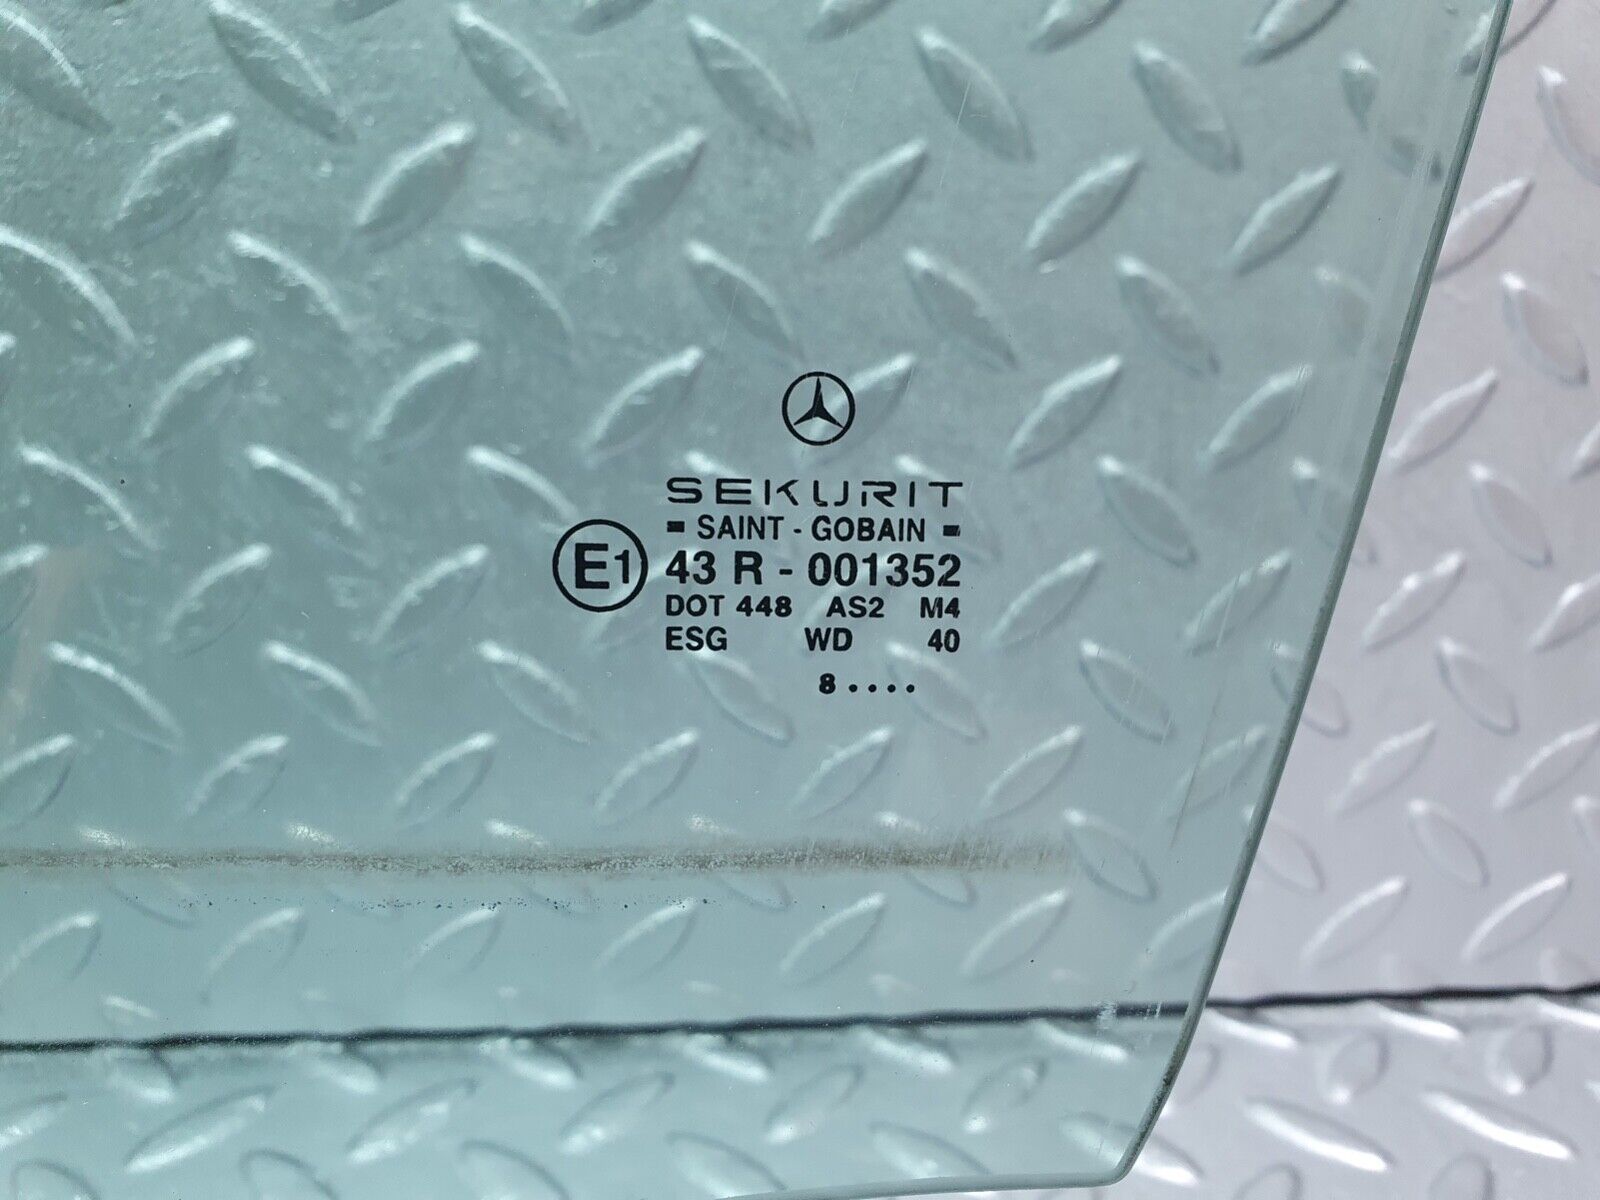 SEKURIT
SAINT - GOBAIN
E1 43 R - 001352
DOT 448 AS2 M4
ESG WD 40
8 ....